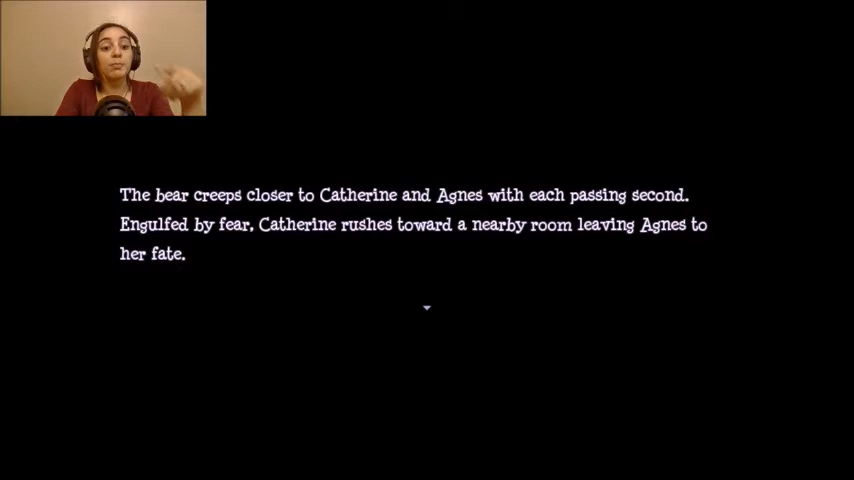 The bear creeps closer to Catherine and Agnes with each passing second.
Engulfed by fear, Catherine rushes toward a nearby room leaving Agnes to
her fate.